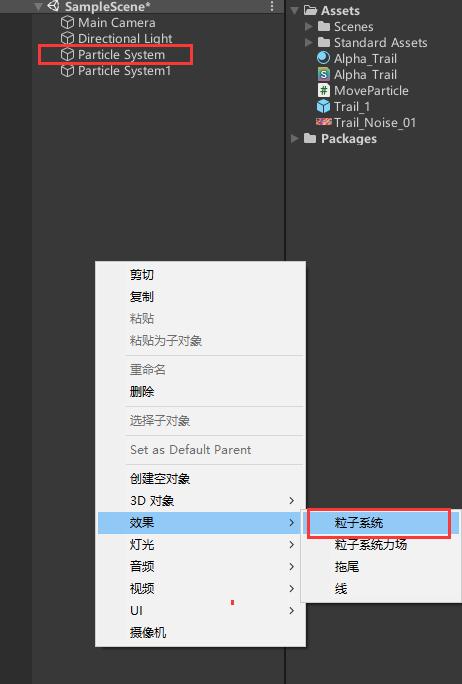 SampleScene*
Main Camera
Directional Light
Particle System
Particle System1
Assets
Scenes
Standard Assets
Alpha_Trail
Alpha Trail
MoveParticle
Trail_1
Trail_Noise_01
Packages
剪切
复制
粘贴
粘贴为子对象
重命名
删除
选择子对象
Set as Default Parent
创建空对象
3D 对象
效果
灯光
音频
视频
UI
摄像机
粒子系统
粒子系统力场
拖尾
线